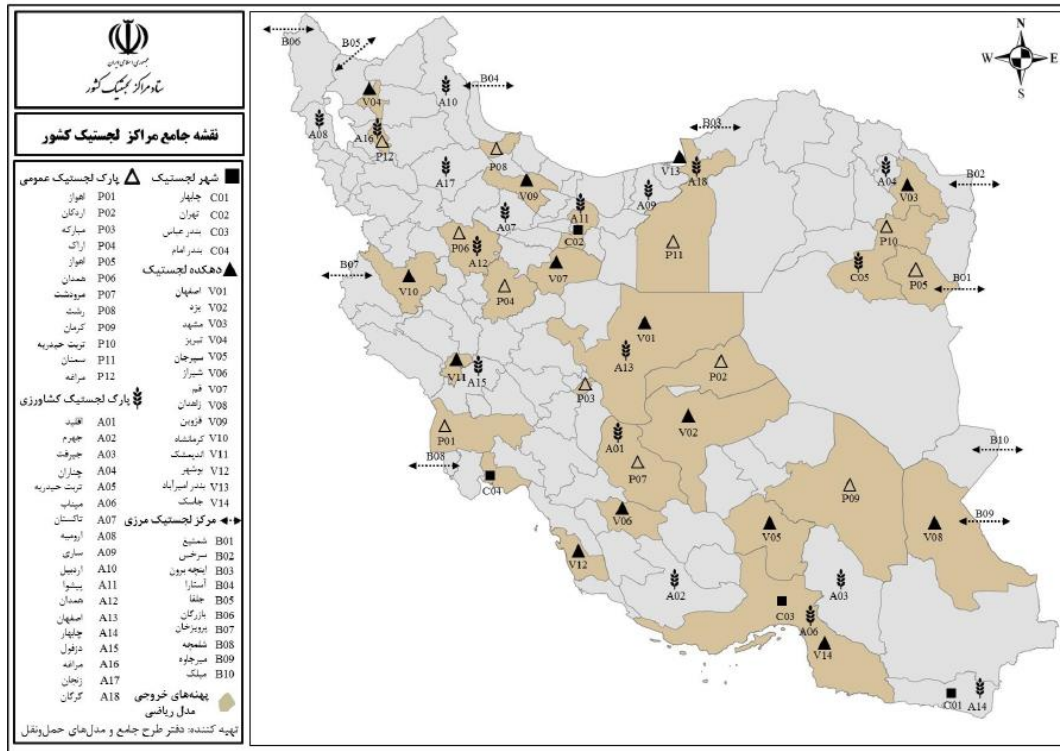 جمهوری اسلامی ایران
ستاد مراکز لجستیک کشور
نقشه جامع مراکز لجستیک کشور
شهر لجستیک
C01 چابهار
C02 تهران
C03 بندر عباس
C04 بندر امام
دهکده لجستیک
V01 اصفهان
V02 یزد
V03 مشهد
V04 تبریز
V05 سیرجان
V06 شیراز
V07 قم
V08 زاهدان
V09 قزوین
V10 کرمانشاه
V11 اندیمشک
V12 بوشهر
V13 بندر امیرآباد
V14 جاسک
مرکز لجستیک مرزی
B01 شمتیغ
B02 سرخس
B03 اینچه برون
B04 آستارا
B05 جلفا
B06 بازرگان
B07 پرویزخان
B08 شلمچه
B09 میرجاوه
B10 میلک
پهنه‌های خروجی
مدل ریاضی
پارک لجستیک عمومی
P01 اهواز
P02 اردکان
P03 مبارکه
P04 اراک
P05 اهواز
P06 همدان
P07 مرودشت
P08 رشت
P09 کرمان
P10 تربت حیدریه
P11 سمنان
P12 مراغه
پارک لجستیک کشاورزی
A01 اقلید
A02 جهرم
A03 جیرفت
A04 چناران
A05 تربت حیدریه
A06 میناب
A07 تاکستان
A08 ارومیه
A09 ساری
A10 اردبیل
A11 پیشوا
A12 همدان
A13 اصفهان
A14 چابهار
A15 دزفول
A16 مراغه
A17 زنجان
A18 گرگان
تهیه کننده: دفتر طرح جامع و مدل‌های حمل‌ونقل
N
W E
S
B06
B05
B04
V04
A10
A08
A16
P12
P08
A17
V09
B03
V13
A18
A09
A11
A07
C02
P06
A12
V07
P04
P11
A04
V03
B02
P10
C05
P05
B01
B07
V10
V01
A13
V11
A15
P03
P02
P01
V02
A01
P07
B08
C04
B10
P09
V06
V05
V08
B09
V12
A02
A03
C03
A06
V14
C01
A14